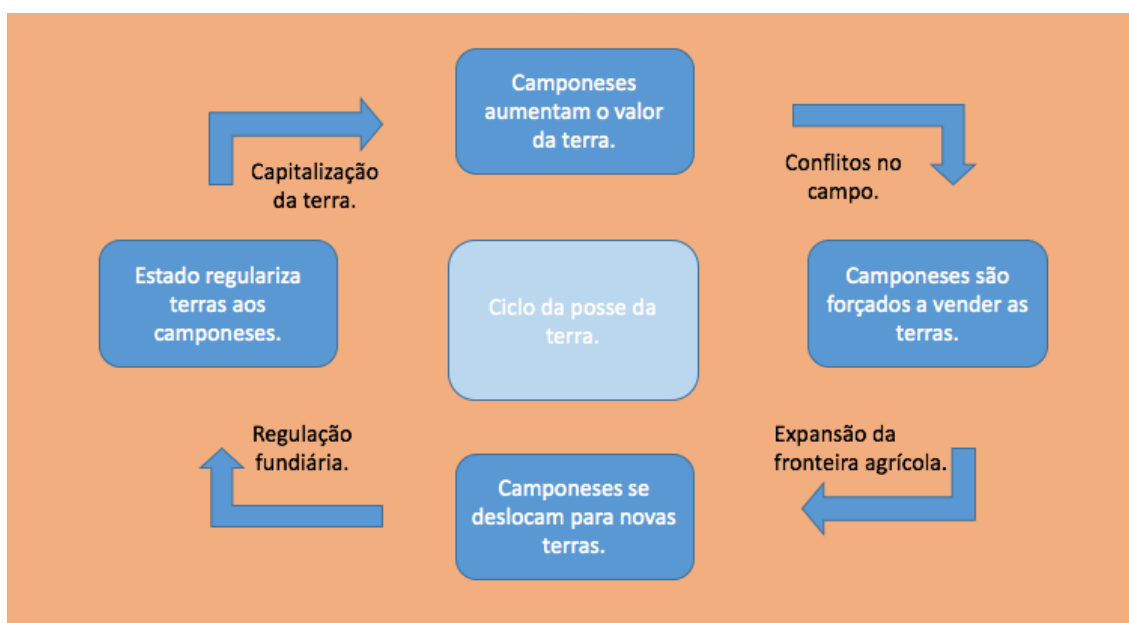 Camponeses
aumentam o valor
da terra.
Capitalização
da terra.
Conflitos no
campo.
Estado regulariza
terras aos
camponeses.
Ciclo da posse da
terra.
Camponeses são
forçados a vender as
terras.
Regulação
fundiária.
Expansão da
fronteira agrícola.
Camponeses se
deslocam para novas
terras.